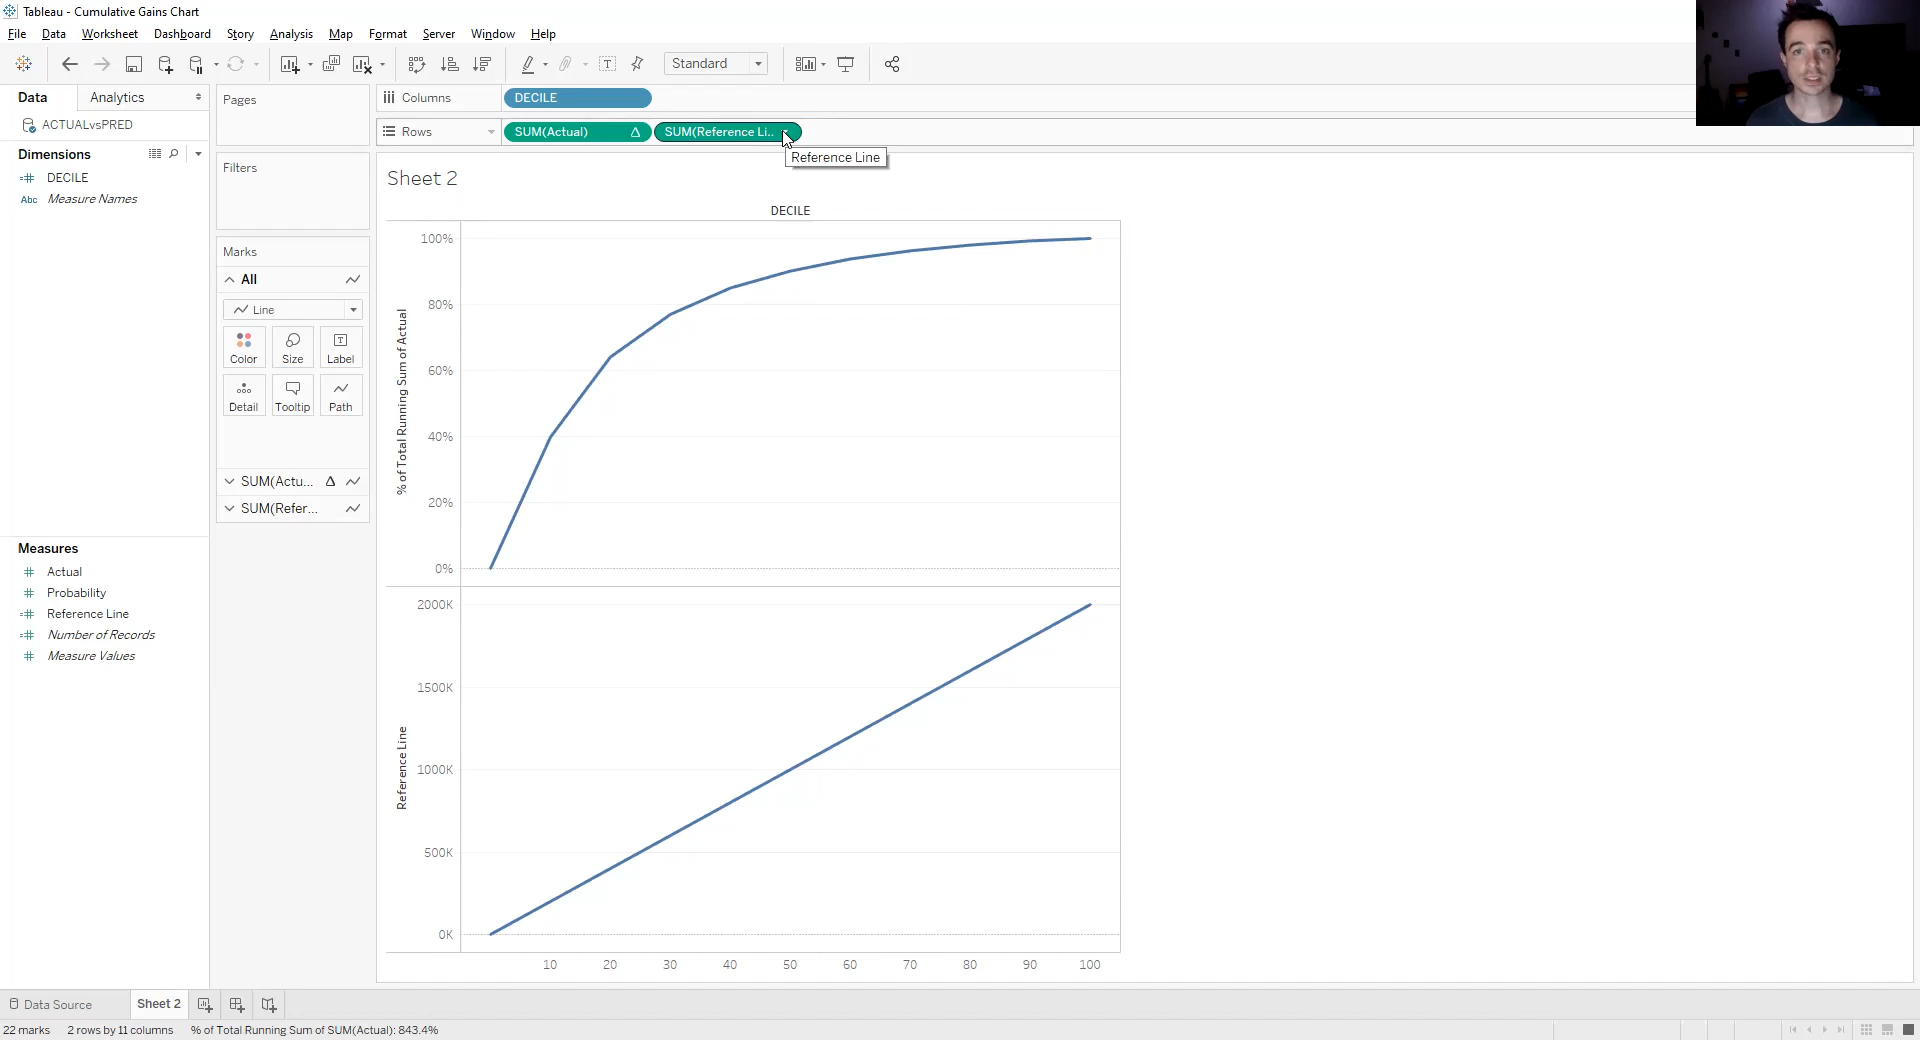 Tableau - Cumulative Gains Chart
File Data Worksheet Dashboard Story Analysis Map Format Server Window Help
Standard
Data Analytics
ACTUALvsPRED
Dimensions
DECILE
Abc Measure Names
Measures
Actual
Probability
Reference Line
Number of Records
Measure Values
Pages
Filters
Marks
All
Line
Color Size Label
Detail Tooltip Path
SUM(Actu... Δ
SUM(Refer...
Columns DECILE
Rows SUM(Actual) Δ SUM(Reference Li..
Reference Line
Sheet 2
DECILE
% of Total Running Sum of Actual
100%
80%
60%
40%
20%
0%
Reference Line
2000K
1500K
1000K
500K
0K
10 20 30 40 50 60 70 80 90 100
Data Source Sheet 2
22 marks 2 rows by 11 columns % of Total Running Sum of SUM(Actual): 843.4%